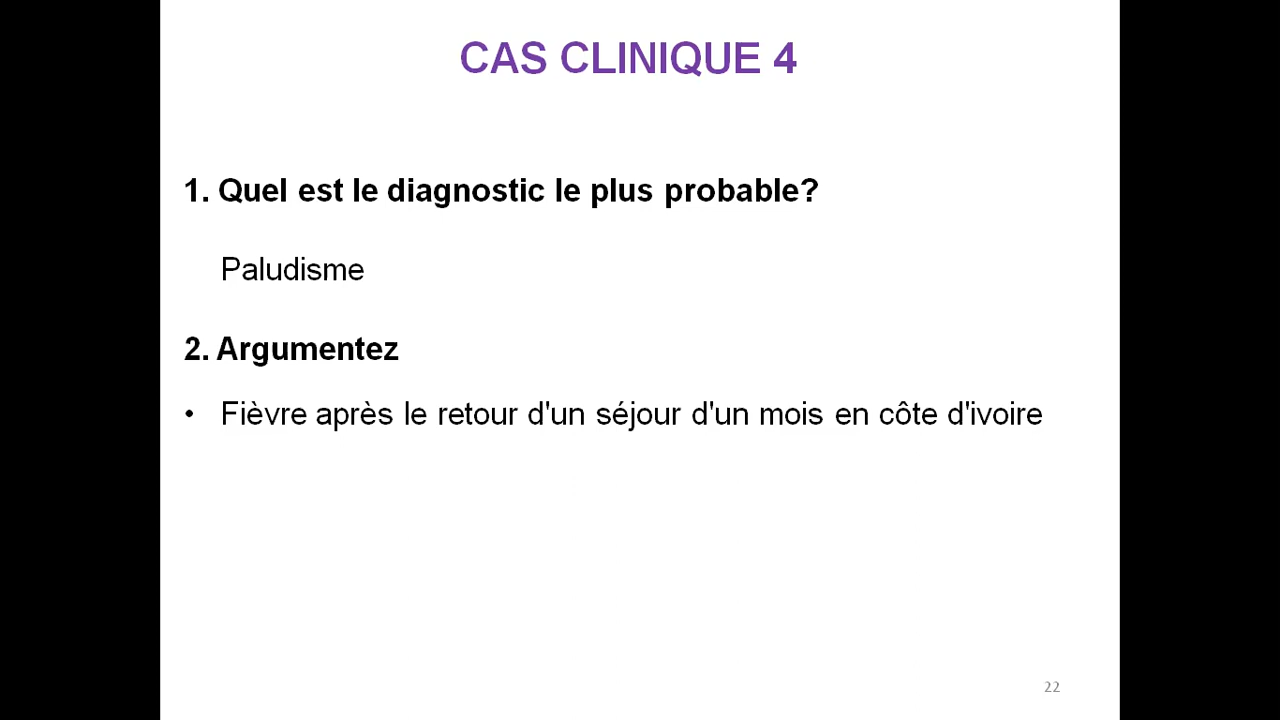 CAS CLINIQUE 4
1. Quel est le diagnostic le plus probable?
Paludisme
2. Argumentez
• Fièvre après le retour d'un séjour d'un mois en côte d'ivoire
22